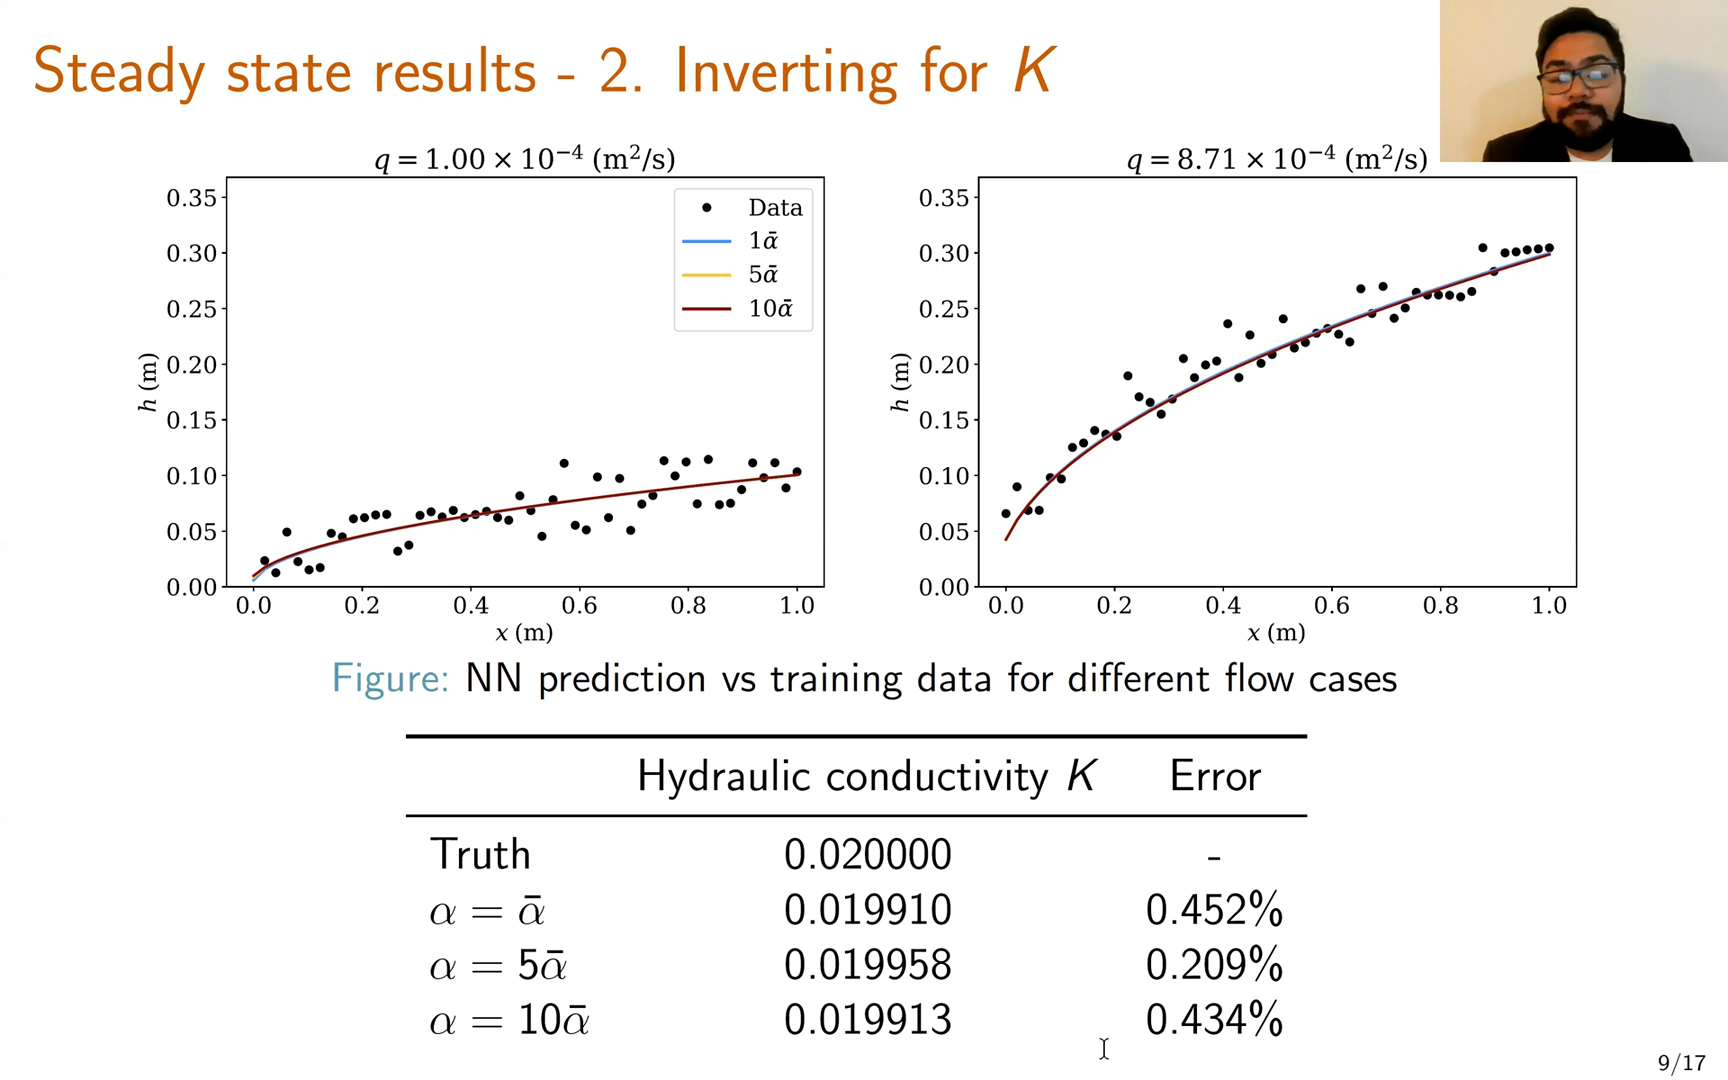 Steady state results - 2. Inverting for K
q = 1.00 × 10⁻⁴ (m²/s)
0.35
0.30
0.25
0.20
0.15
0.10
0.05
0.00
h (m)
Data
1ᾱ
5ᾱ
10ᾱ
0.0 0.2 0.4 0.6 0.8 1.0
x (m)
q = 8.71 × 10⁻⁴ (m²/s)
0.35
0.30
0.25
0.20
0.15
0.10
0.05
0.00
h (m)
0.0 0.2 0.4 0.6 0.8 1.0
x (m)
Figure: NN prediction vs training data for different flow cases
Hydraulic conductivity K Error
Truth 0.020000 -
α = ᾱ 0.019910 0.452%
α = 5ᾱ 0.019958 0.209%
α = 10ᾱ 0.019913 0.434%
9/17